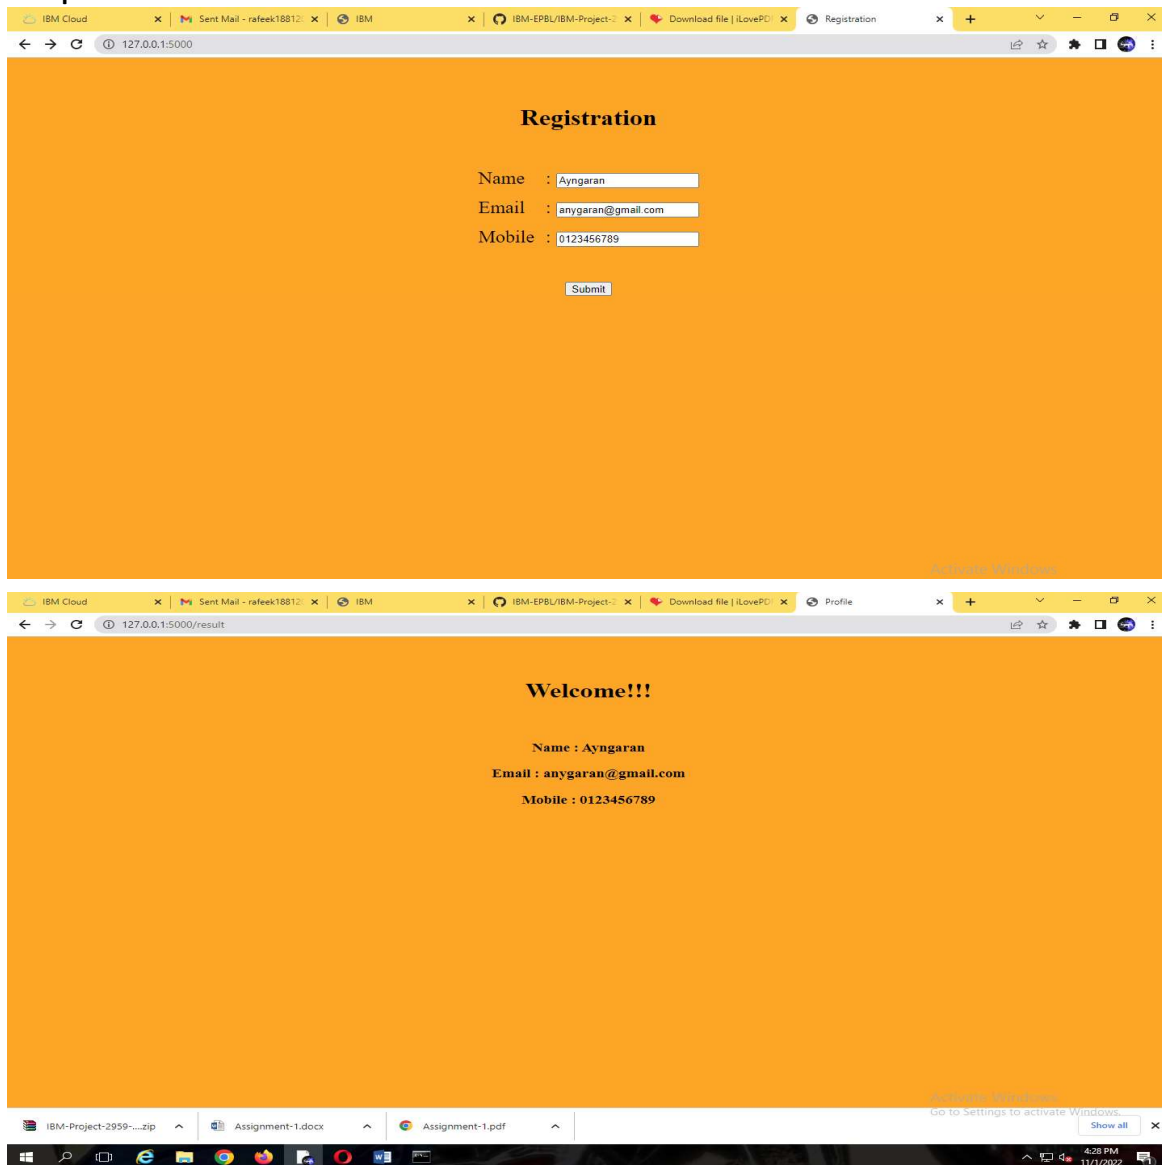 IBM Cloud Sent Mail - rafeek18812 IBM IBM-EPBL/IBM-Project-2 Download file | iLovePD Registration
127.0.0.1:5000
Registration
Name : Ayngaran
Email : anygaran@gmail.com
Mobile : 0123456789
Submit
Activate Windows
IBM Cloud Sent Mail - rafeek18812 IBM IBM-EPBL/IBM-Project-2 Download file | iLovePD Profile
127.0.0.1:5000/result
Welcome!!!
Name : Ayngaran
Email : anygaran@gmail.com
Mobile : 0123456789
Activate Windows
Go to Settings to activate Windows.
IBM-Project-2959-....zip Assignment-1.docx Assignment-1.pdf Show all
4:28 PM
11/1/2022